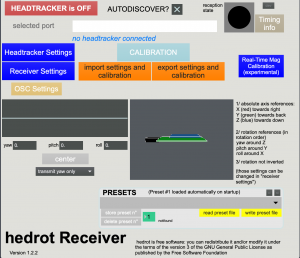 HEADTRACKER is OFF
AUTODISCOVER?
reception
state
Timing
info
selected port
no headtracker connected
Headtracker Settings
CALIBRATION
Receiver Settings
import settings and
calibration
export settings and
calibration
Real-Time Mag
Calibration
(experimental)
OSC Settings
1/ absolute axis references:
X (red) towards right
Y (green) towards back
Z (blue) towards down
2/ rotation references (in
rotation order)
yaw around Z
pitch around Y
roll around X
3/ rotation not inverted
(those settings can be
changed in "receiver
settings")
yaw 0. pitch 0. roll 0.
center
transmit yaw only
PRESETS (Preset #1 loaded automatically on startup)
store preset n°
recall preset n°
1
read preset file
write preset file
hedrot Receiver
Version 1.2.2
hedrot is free software: you can redistribute it and/or modify it under
the terms of the version 3 of the GNU General Public License as
published by the Free Software Foundation